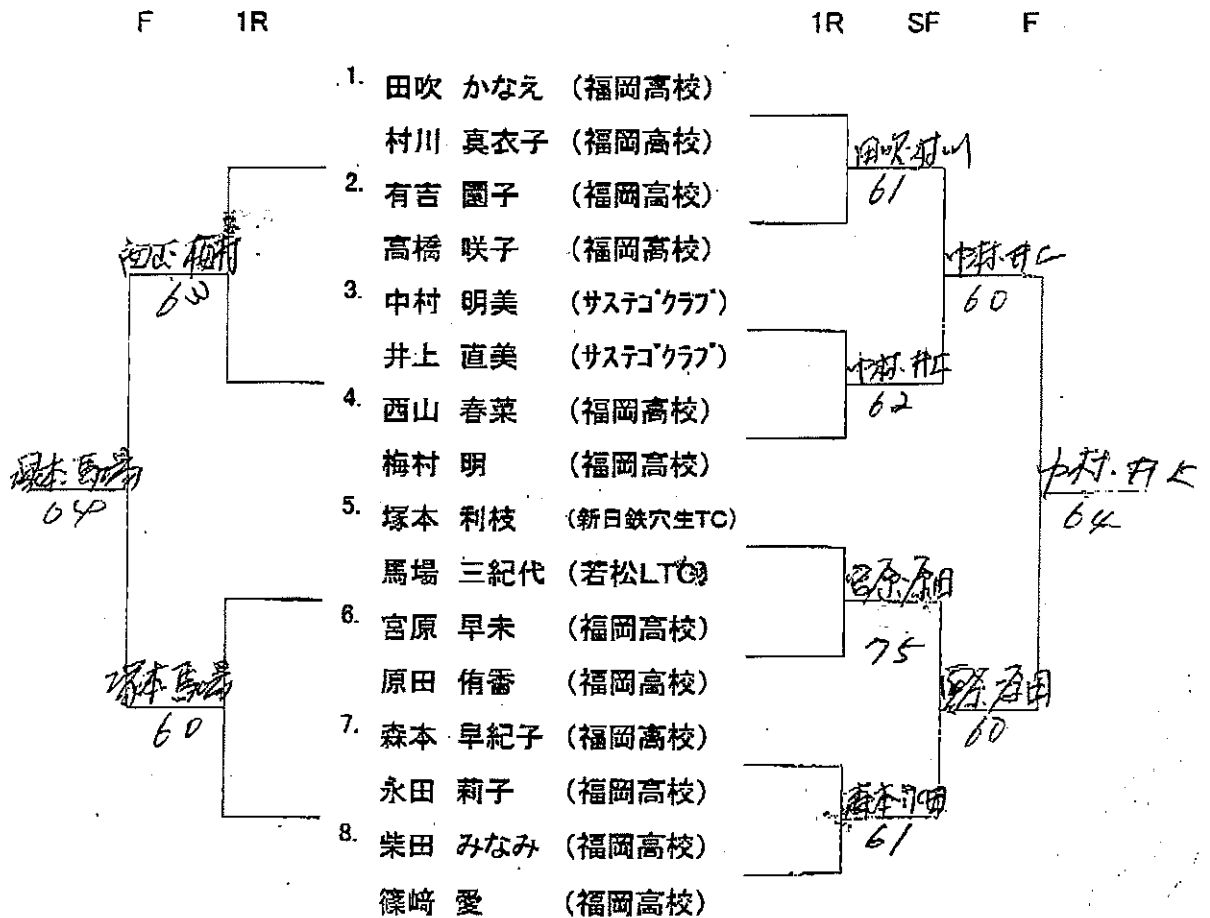 F 1R 1R SF F
1. 田吹 かなえ (福岡高校)
村川 真衣子 (福岡高校)
田吹・村川
2. 有吉 園子 (福岡高校)
61
高橋 咲子 (福岡高校)
西山・梅村
中村・井上
63
60
3. 中村 明美 (サステゴクラブ)
井上 直美 (サステゴクラブ)
中村・井上
4. 西山 春菜 (福岡高校)
62
梅村 明 (福岡高校)
塚本・馬場
中村・井上
64
64
5. 塚本 利枝 (新日鉄穴生TC)
馬場 三紀代 (若松LTC)
宮原・原田
6. 宮原 早未 (福岡高校)
75
原田 侑香 (福岡高校)
塚本・馬場
宮原・原田
60
60
7. 森本 早紀子 (福岡高校)
永田 莉子 (福岡高校)
森本・永田
8. 柴田 みなみ (福岡高校)
61
篠﨑 愛 (福岡高校)